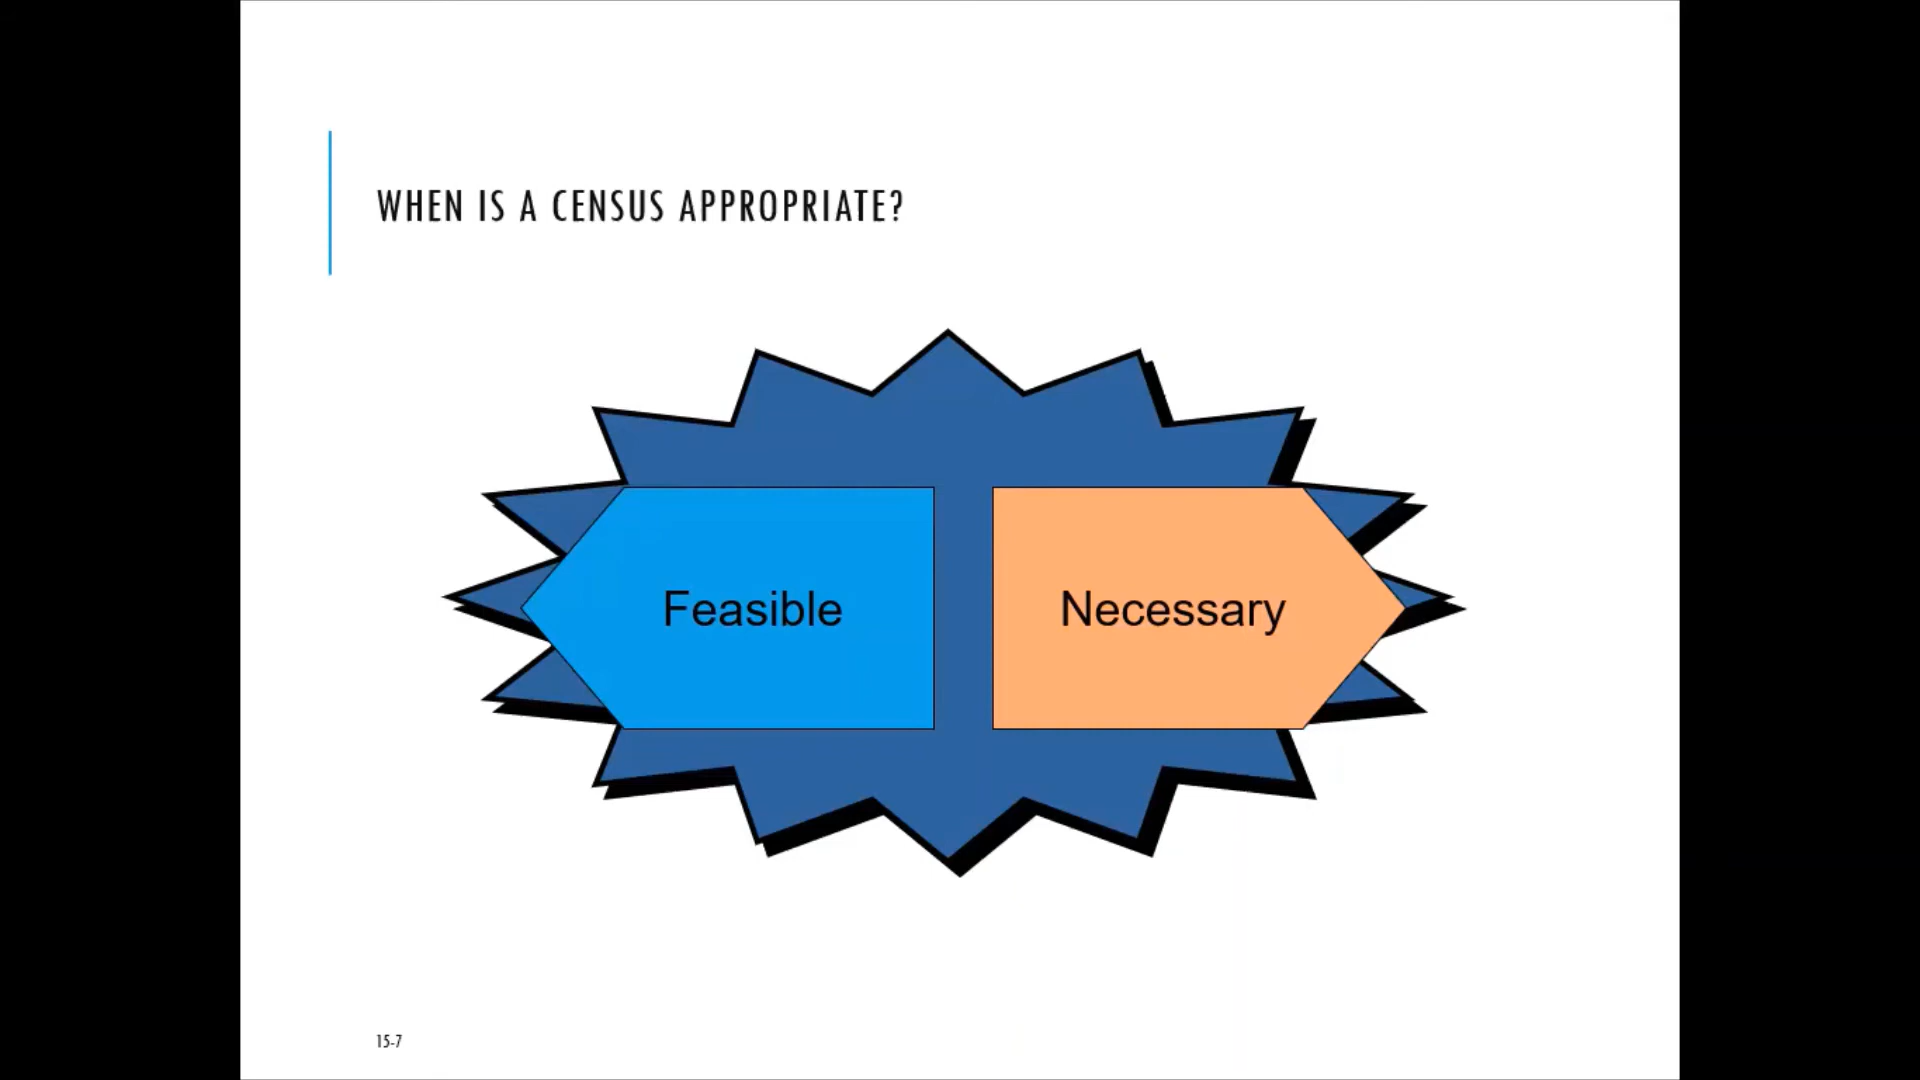 WHEN IS A CENSUS APPROPRIATE?
Feasible
Necessary
15-7